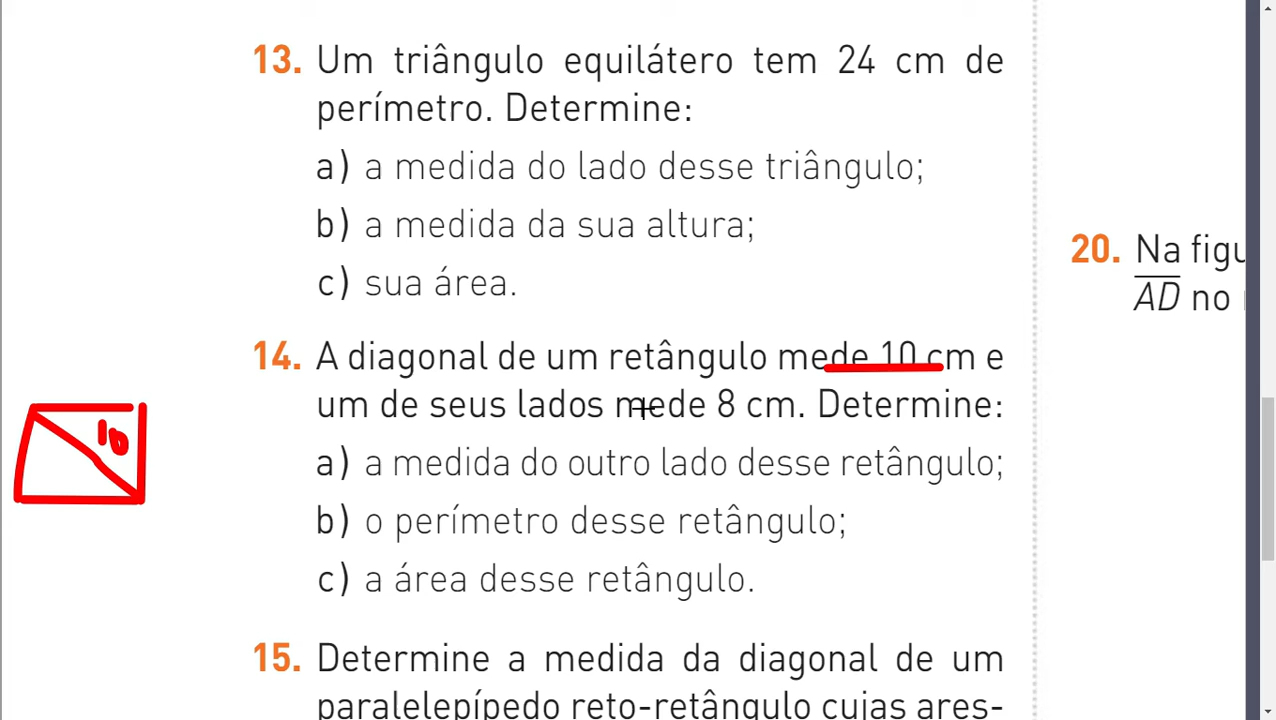 13. Um triângulo equilátero tem 24 cm de
perímetro. Determine:
a) a medida do lado desse triângulo;
b) a medida da sua altura;
c) sua área.
14. A diagonal de um retângulo mede 10 cm e
um de seus lados mede 8 cm. Determine:
a) a medida do outro lado desse retângulo;
b) o perímetro desse retângulo;
c) a área desse retângulo.
15. Determine a medida da diagonal de um
paralelepípedo reto-retângulo cujas ares-
10
20. Na figu
AD no